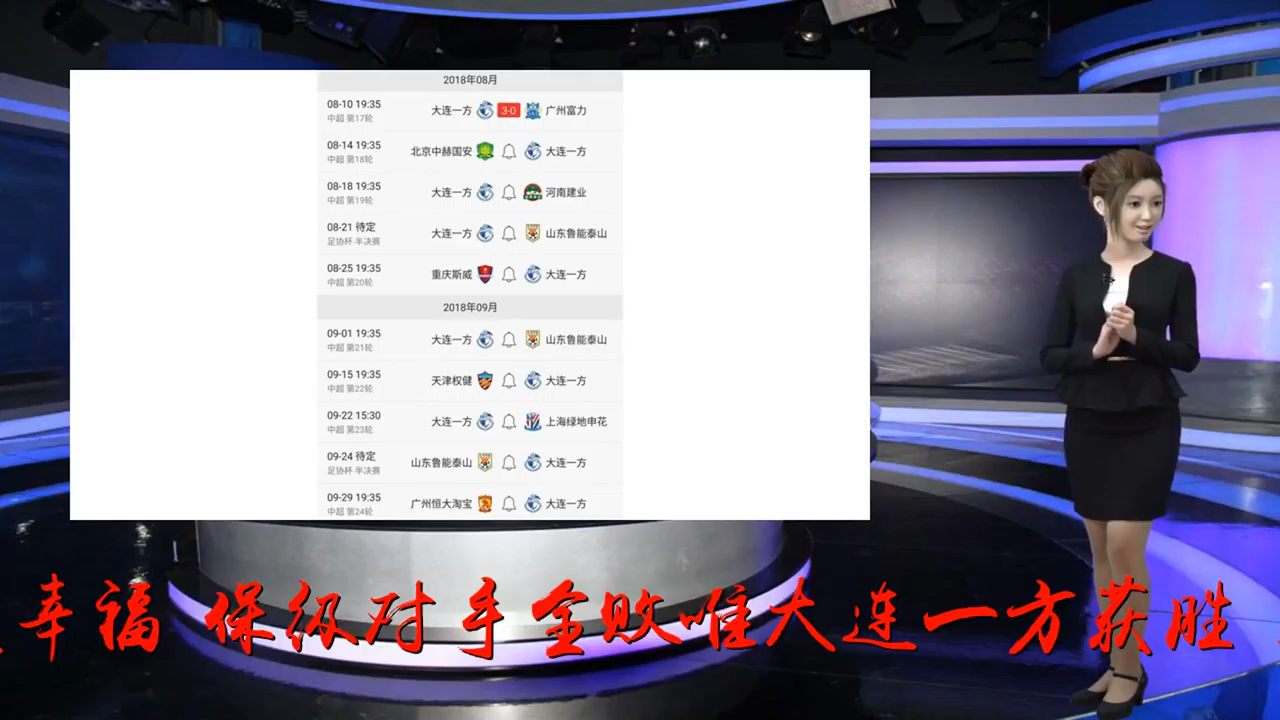 2018年08月
08-10 19:35 大连一方 3-0 广州富力
中超 第17轮
08-14 19:35 北京中赫国安 大连一方
中超 第18轮
08-18 19:35 大连一方 河南建业
中超 第19轮
08-21 待定 大连一方 山东鲁能泰山
足协杯 半决赛
08-25 19:35 重庆斯威 大连一方
中超 第20轮
2018年09月
09-01 19:35 大连一方 山东鲁能泰山
中超 第21轮
09-15 19:35 天津权健 大连一方
中超 第22轮
09-22 15:30 大连一方 上海绿地申花
中超 第23轮
09-24 待定 山东鲁能泰山 大连一方
足协杯 半决赛
09-29 19:35 广州恒大淘宝 大连一方
中超 第24轮
幸福 保级对手全败唯大连一方获胜